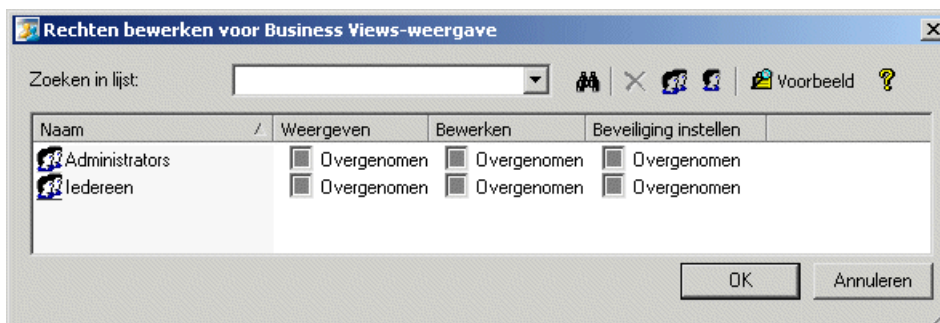 Rechten bewerken voor Business Views-weergave
Zoeken in lijst:
Voorbeeld
Naam Weergeven Bewerken Beveiliging instellen
Administrators Overgenomen Overgenomen Overgenomen
Iedereen Overgenomen Overgenomen Overgenomen
OK Annuleren